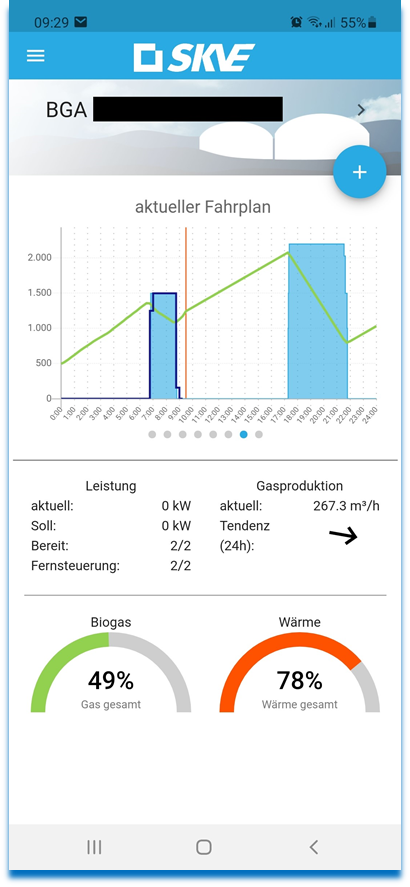 09:29 55%
SKVE
BGA
+
aktueller Fahrplan
2.000
1.500
1.000
500
0
0:00 1:00 2:00 3:00 4:00 5:00 6:00 7:00 8:00 9:00 10:00 11:00 12:00 13:00 14:00 15:00 16:00 17:00 18:00 19:00 20:00 21:00 22:00 23:00 24:00
Leistung
aktuell: 0 kW
Soll: 0 kW
Bereit: 2/2
Fernsteuerung: 2/2
Gasproduktion
aktuell: 267.3 m³/h
Tendenz
(24h):
Biogas
49%
Gas gesamt
Wärme
78%
Wärme gesamt